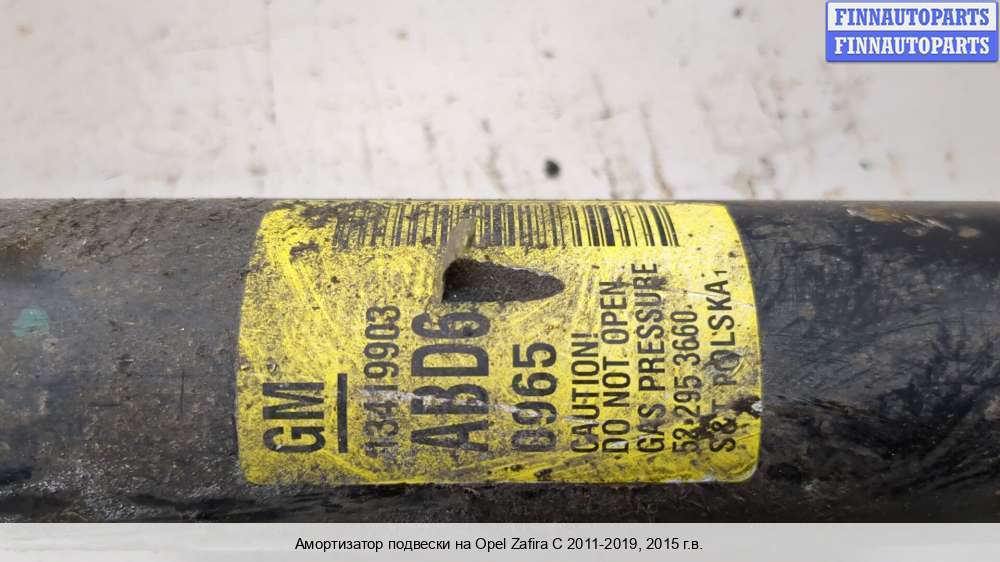 FINNAUTOPARTS
FINNAUTOPARTS
GM
13419903
ABD6
0965
CAUTION!
DO NOT OPEN
GAS PRESSURE
52.295.3660
S&T POLSKA
Амортизатор подвески на Opel Zafira C 2011-2019, 2015 г.в.